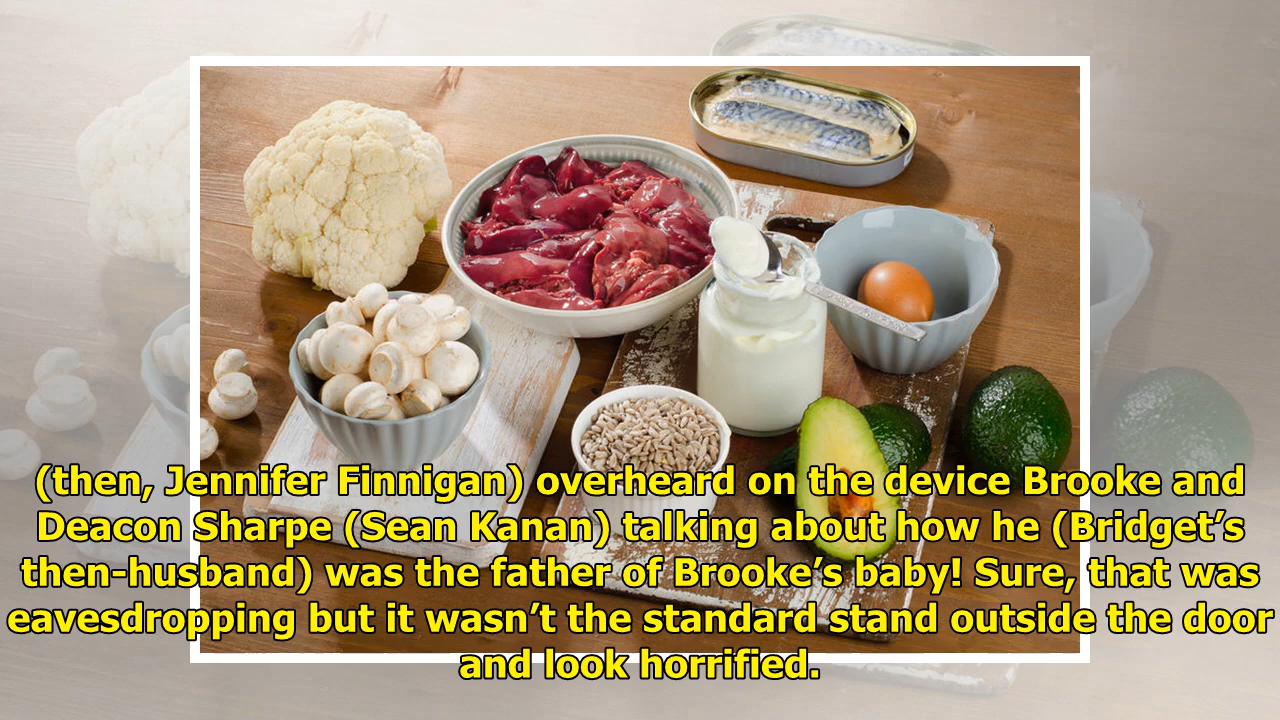 (then, Jennifer Finnigan) overheard on the device Brooke and
Deacon Sharpe (Sean Kanan) talking about how he (Bridget’s
then-husband) was the father of Brooke’s baby! Sure, that was
eavesdropping but it wasn’t the standard stand outside the door
and look horrified.